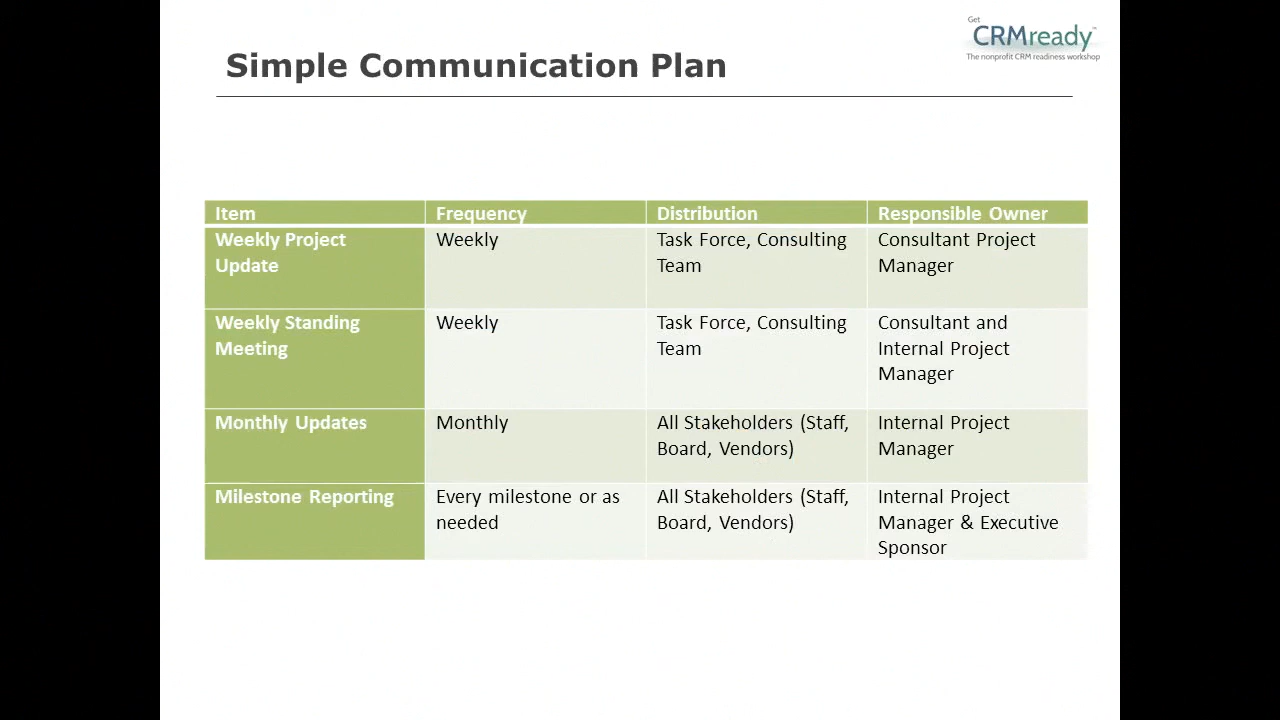 Get
CRMready™
The nonprofit CRM readiness workshop
Simple Communication Plan
Item Frequency Distribution Responsible Owner
Weekly Project Weekly Task Force, Consulting Consultant Project
Update Team Manager
Weekly Standing Weekly Task Force, Consulting Consultant and
Meeting Team Internal Project
Manager
Monthly Updates Monthly All Stakeholders (Staff, Internal Project
Board, Vendors) Manager
Milestone Reporting Every milestone or as All Stakeholders (Staff, Internal Project
needed Board, Vendors) Manager & Executive
Sponsor